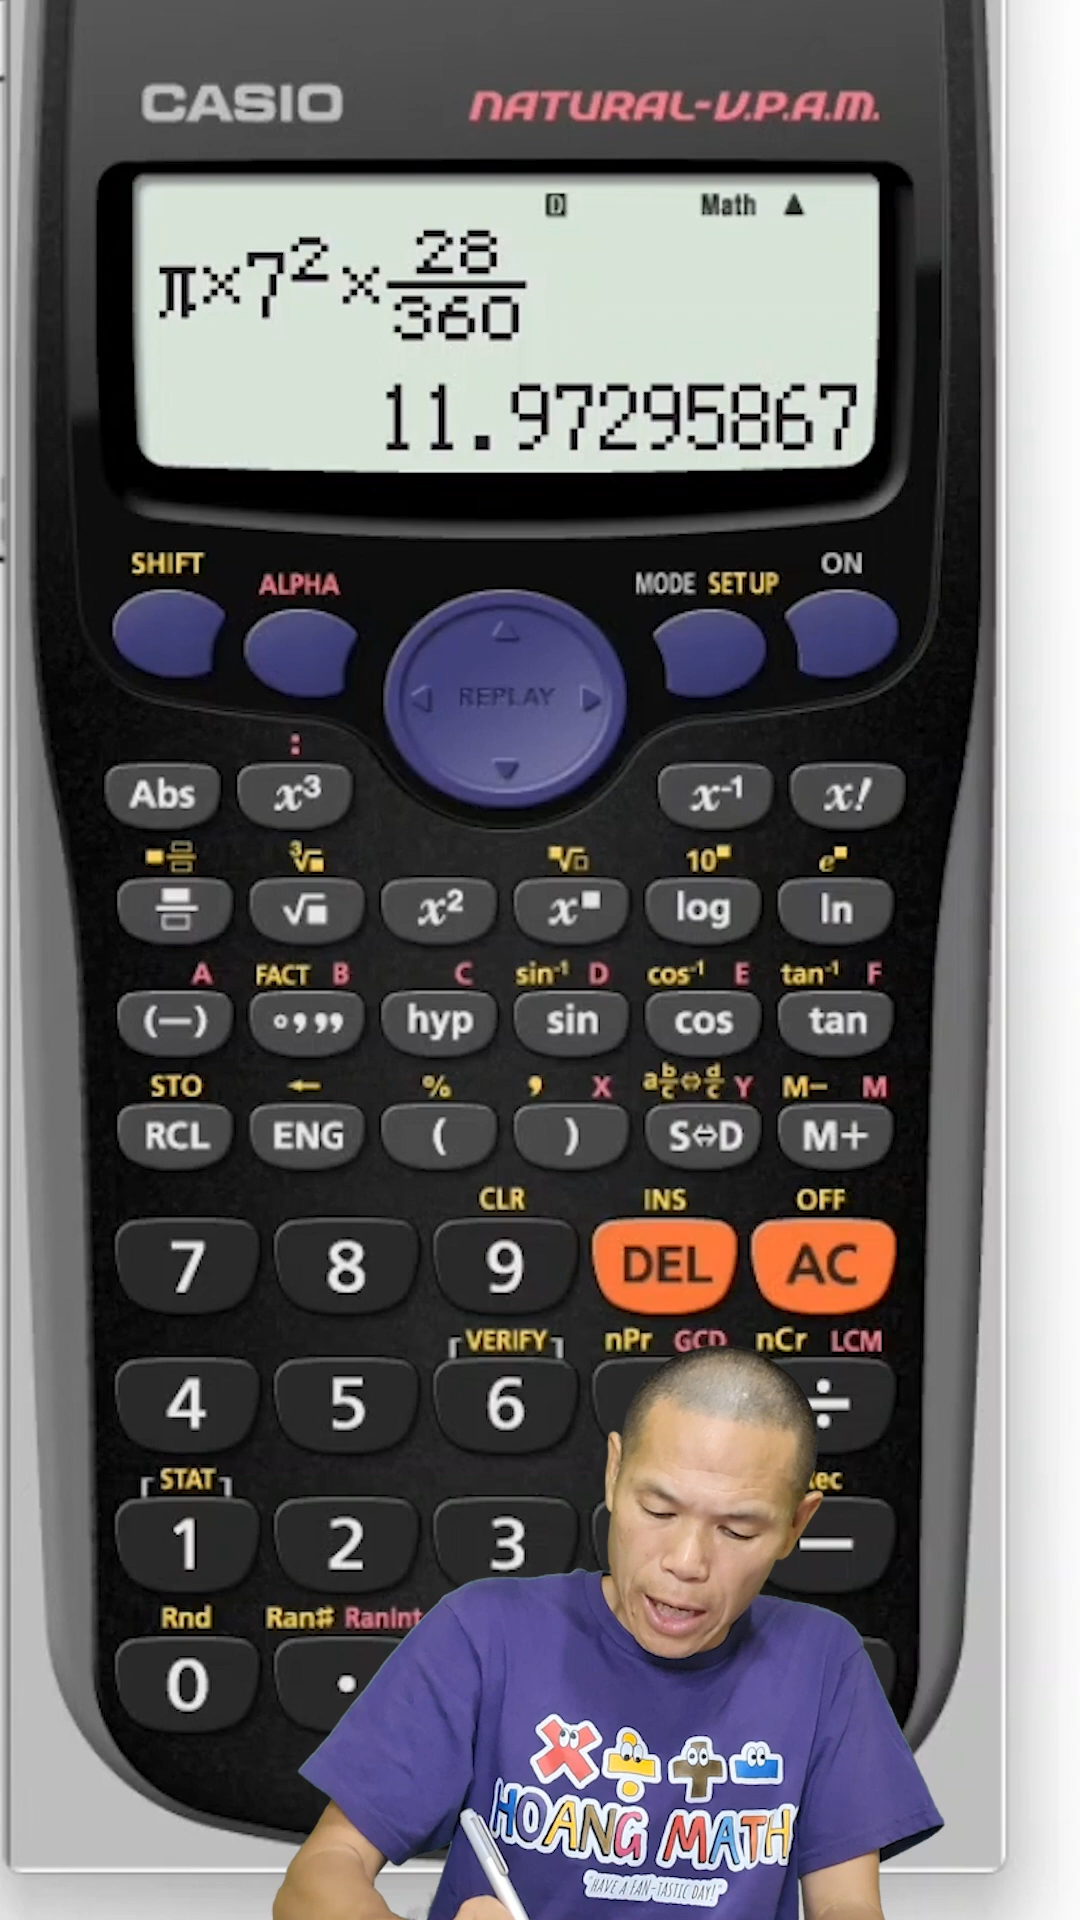 CASIO NATURAL-V.P.A.M.
D Math ▲
π×7²×28/360
11.97295867
SHIFT ALPHA MODE SETUP ON
REPLAY
:
Abs x³ x⁻¹ x!
■ ³√■ √□ 10■ e■
√■ x² x■ log ln
A FACT B C sin⁻¹ D cos⁻¹ E tan⁻¹ F
(—) °,,, hyp sin cos tan
STO ← % , X a b/c⇔d/c Y M− M
RCL ENG ( ) S⇔D M+
CLR INS OFF
7 8 9 DEL AC
VERIFY nPr GCD nCr LCM
4 5 6 ÷
STAT
1 2 3 −
Rnd Ran# RanInt
0 .
HOANG MATH
"HAVE A FAN-TASTIC DAY!"